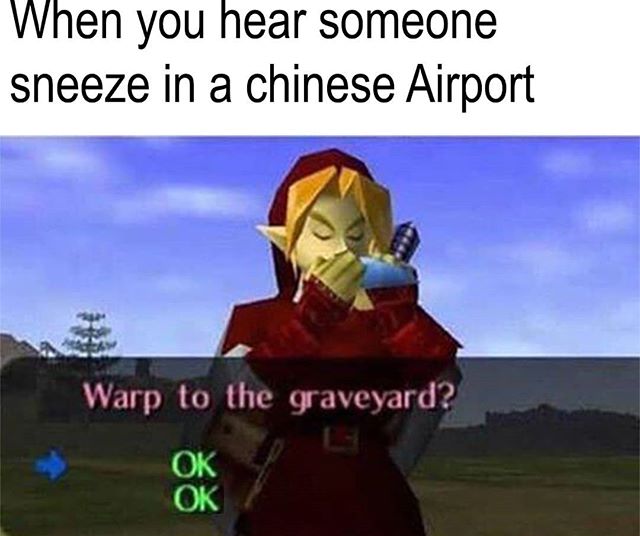 When you hear someone
sneeze in a chinese Airport
Warp to the graveyard?
OK
OK